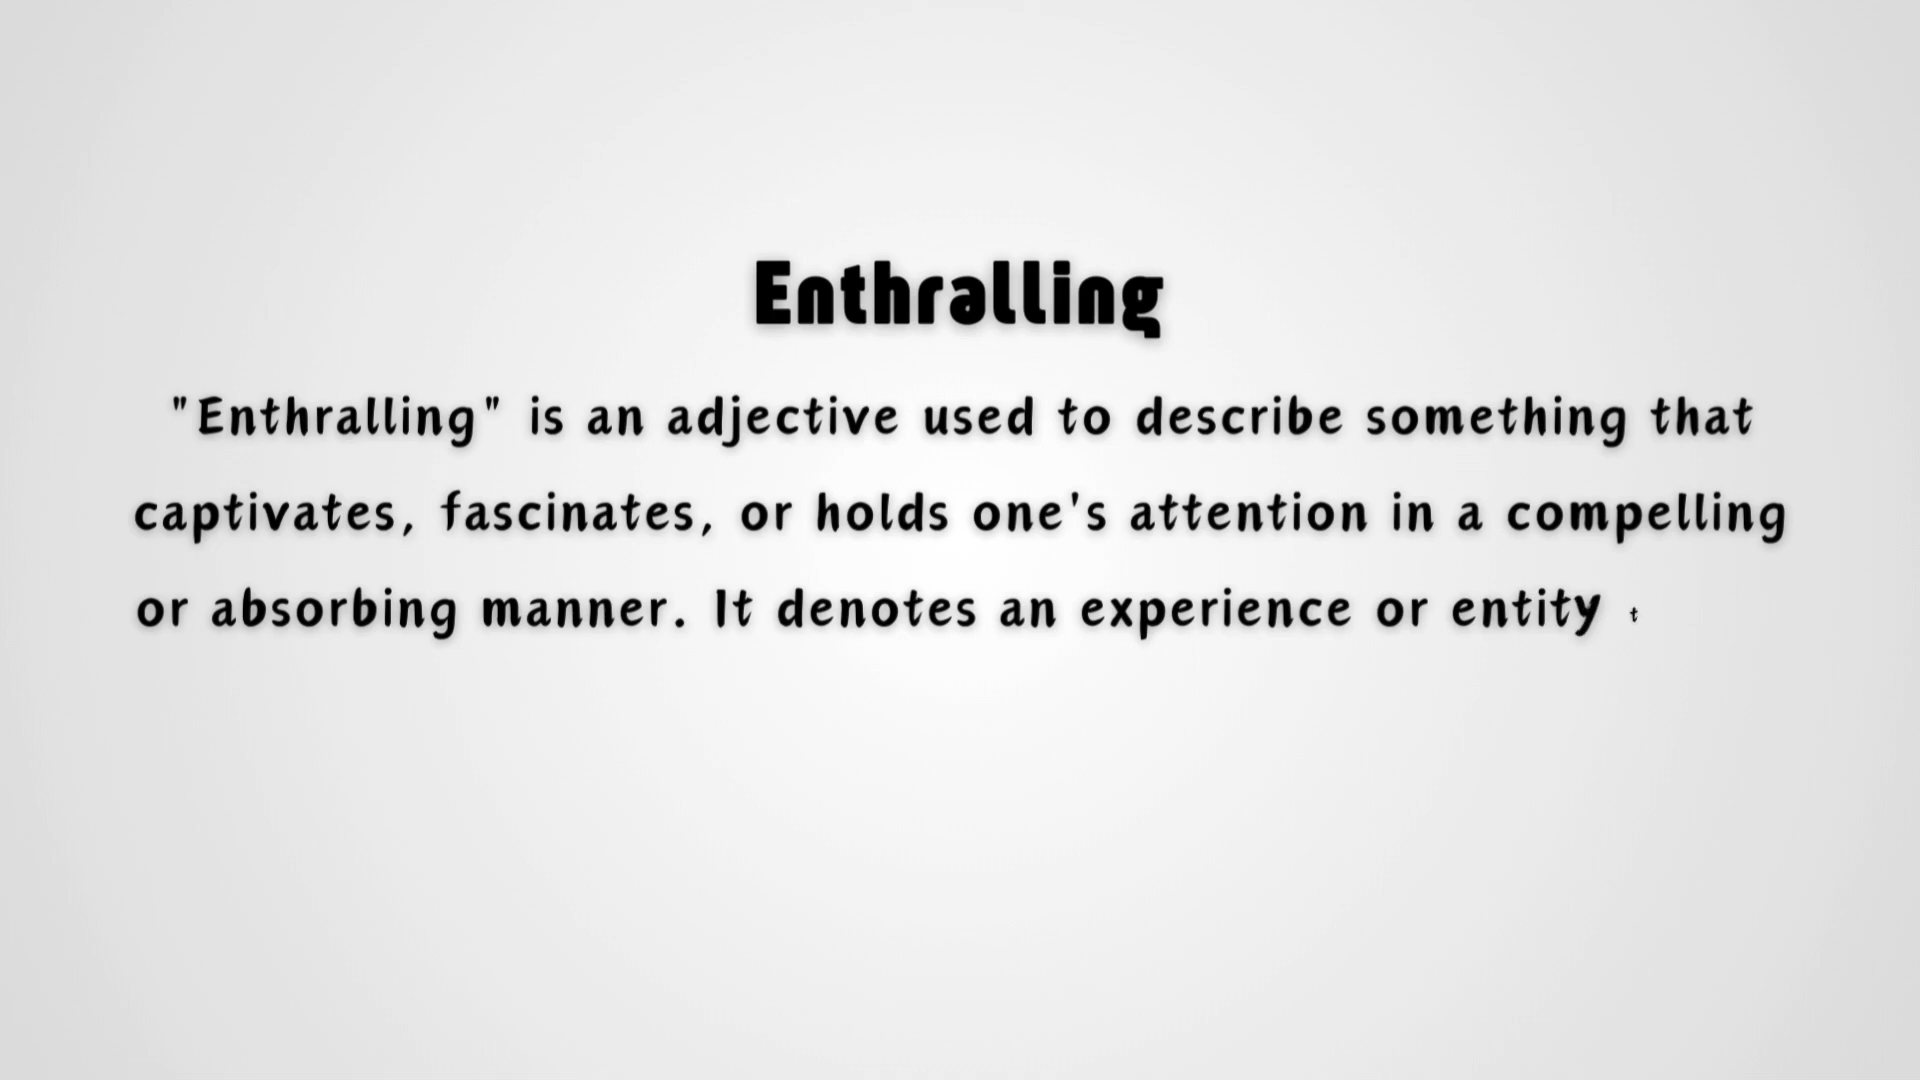 Enthralling
"Enthralling" is an adjective used to describe something that
captivates, fascinates, or holds one's attention in a compelling
or absorbing manner. It denotes an experience or entity t